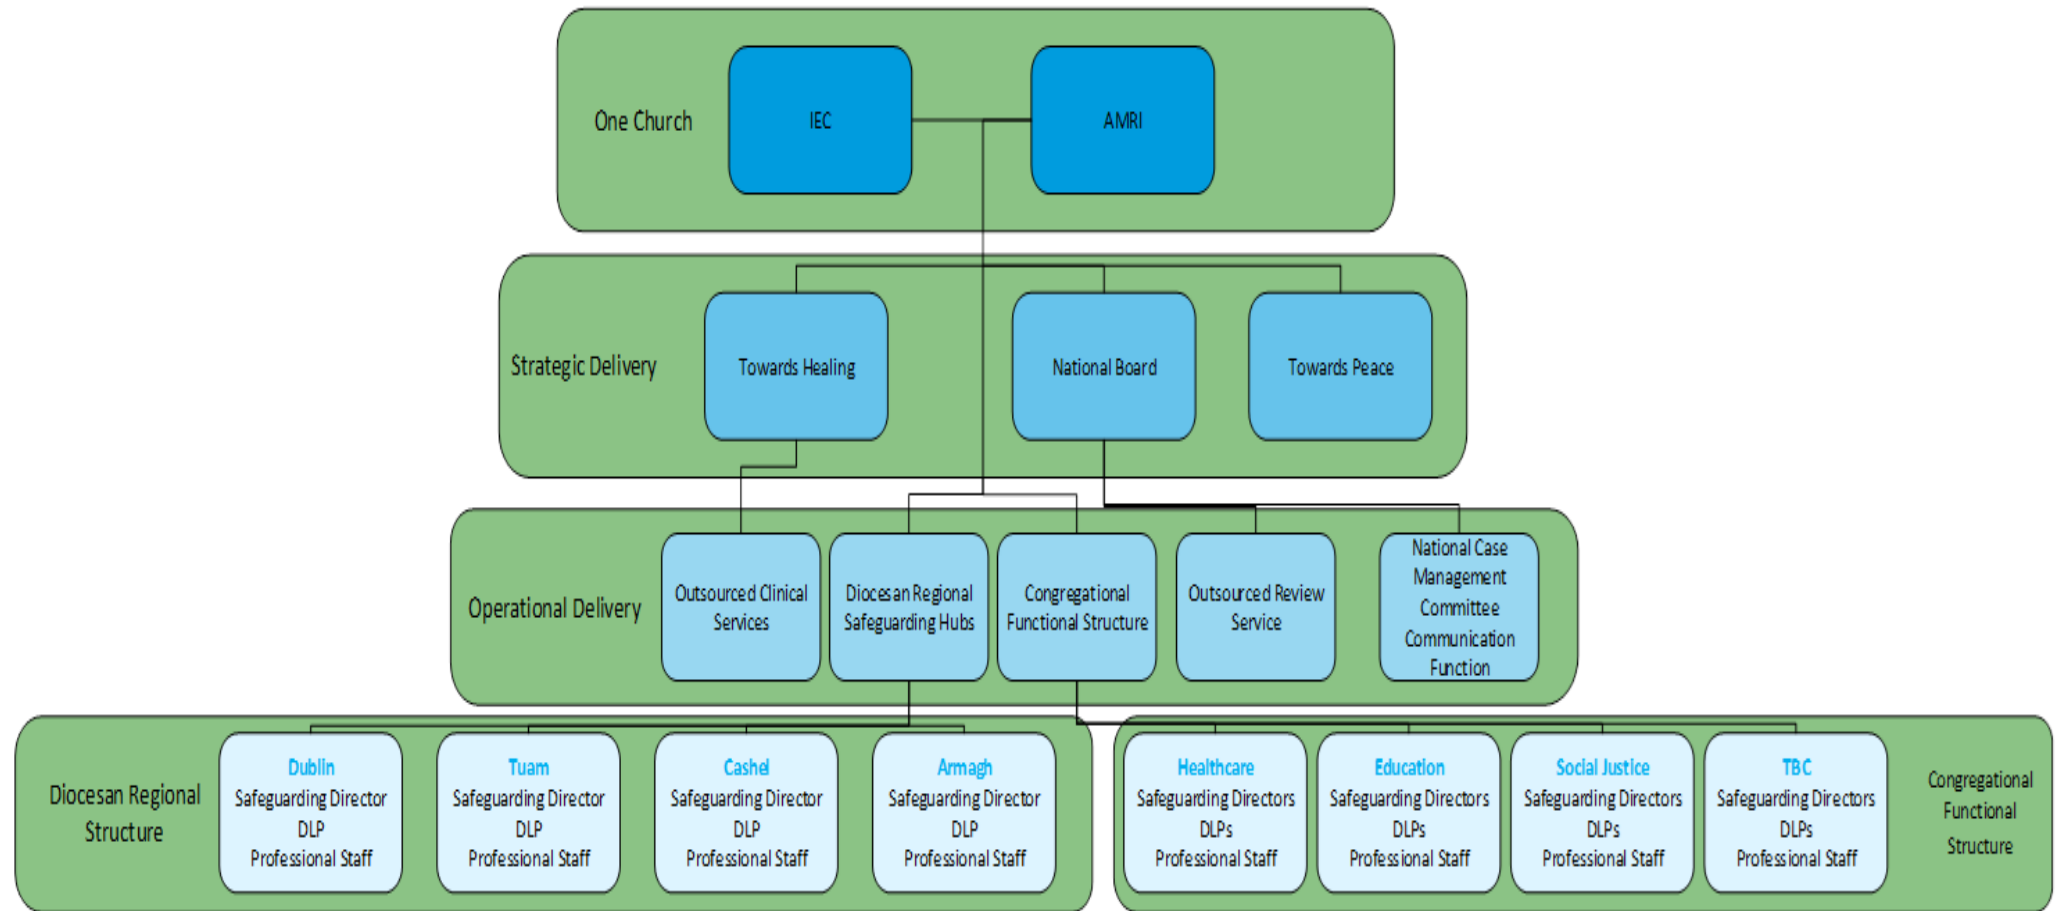 One Church
IEC
AMRI
Strategic Delivery
Towards Healing
National Board
Towards Peace
Operational Delivery
Outsourced Clinical
Services
Diocesan Regional
Safeguarding Hubs
Congregational
Functional Structure
Outsourced Review
Service
National Case
Management
Committee
Communication
Function
Diocesan Regional
Structure
Dublin
Safeguarding Director
DLP
Professional Staff
Tuam
Safeguarding Director
DLP
Professional Staff
Cashel
Safeguarding Director
DLP
Professional Staff
Armagh
Safeguarding Director
DLP
Professional Staff
Healthcare
Safeguarding Directors
DLPs
Professional Staff
Education
Safeguarding Directors
DLPs
Professional Staff
Social Justice
Safeguarding Directors
DLPs
Professional Staff
TBC
Safeguarding Directors
DLPs
Professional Staff
Congregational
Functional
Structure